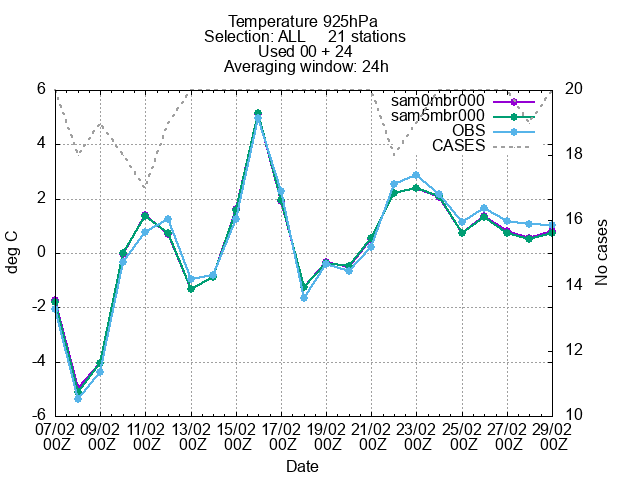 Temperature 925hPa
Selection: ALL 21 stations
Used 00 + 24
Averaging window: 24h
sam0mbr000
sam5mbr000
OBS
CASES
6
4
2
0
-2
-4
-6
deg C
20
18
16
14
12
10
No cases
07/02 09/02 11/02 13/02 15/02 17/02 19/02 21/02 23/02 25/02 27/02 29/02
00Z 00Z 00Z 00Z 00Z 00Z 00Z 00Z 00Z 00Z 00Z 00Z
Date